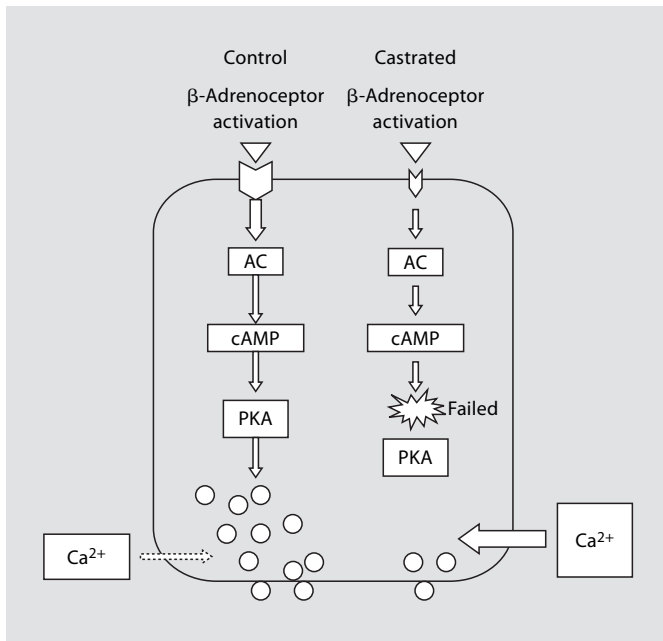 Control
β-Adrenoceptor
activation
Castrated
β-Adrenoceptor
activation
AC
cAMP
PKA
AC
cAMP
Failed
PKA
Ca²⁺
Ca²⁺